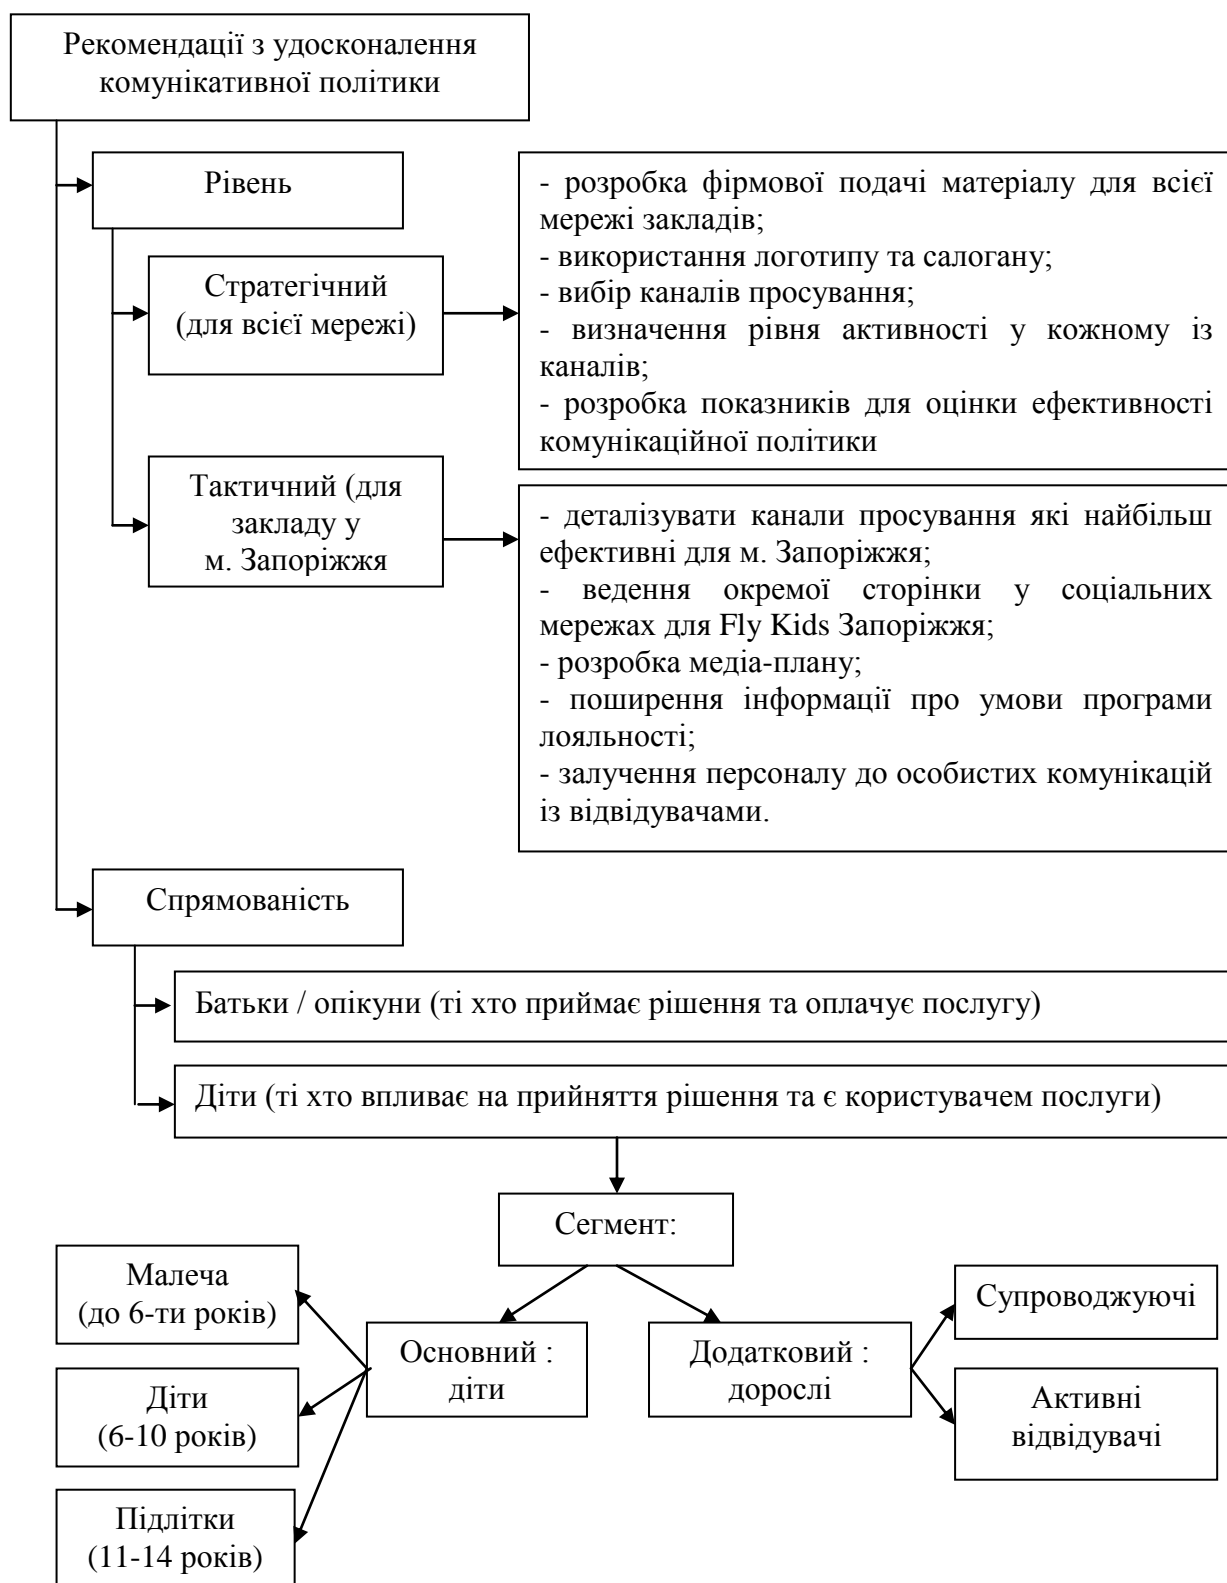 Рекомендації з удосконалення
комунікативної політики
Рівень
Стратегічний
(для всієї мережі)
- розробка фірмової подачі матеріалу для всієї
мережі закладів;
- використання логотипу та салогану;
- вибір каналів просування;
- визначення рівня активності у кожному із
каналів;
- розробка показників для оцінки ефективності
комунікаційної політики
Тактичний (для
закладу у
м. Запоріжжя
- деталізувати канали просування які найбільш
ефективні для м. Запоріжжя;
- ведення окремої сторінки у соціальних
мережах для Fly Kids Запоріжжя;
- розробка медіа-плану;
- поширення інформації про умови програми
лояльності;
- залучення персоналу до особистих комунікацій
із відвідувачами.
Спрямованість
Батьки / опікуни (ті хто приймає рішення та оплачує послугу)
Діти (ті хто впливає на прийняття рішення та є користувачем послуги)
Сегмент:
Малеча
(до 6-ти років)
Діти
(6-10 років)
Підлітки
(11-14 років)
Основний :
діти
Додатковий :
дорослі
Супроводжуючі
Активні
відвідувачі